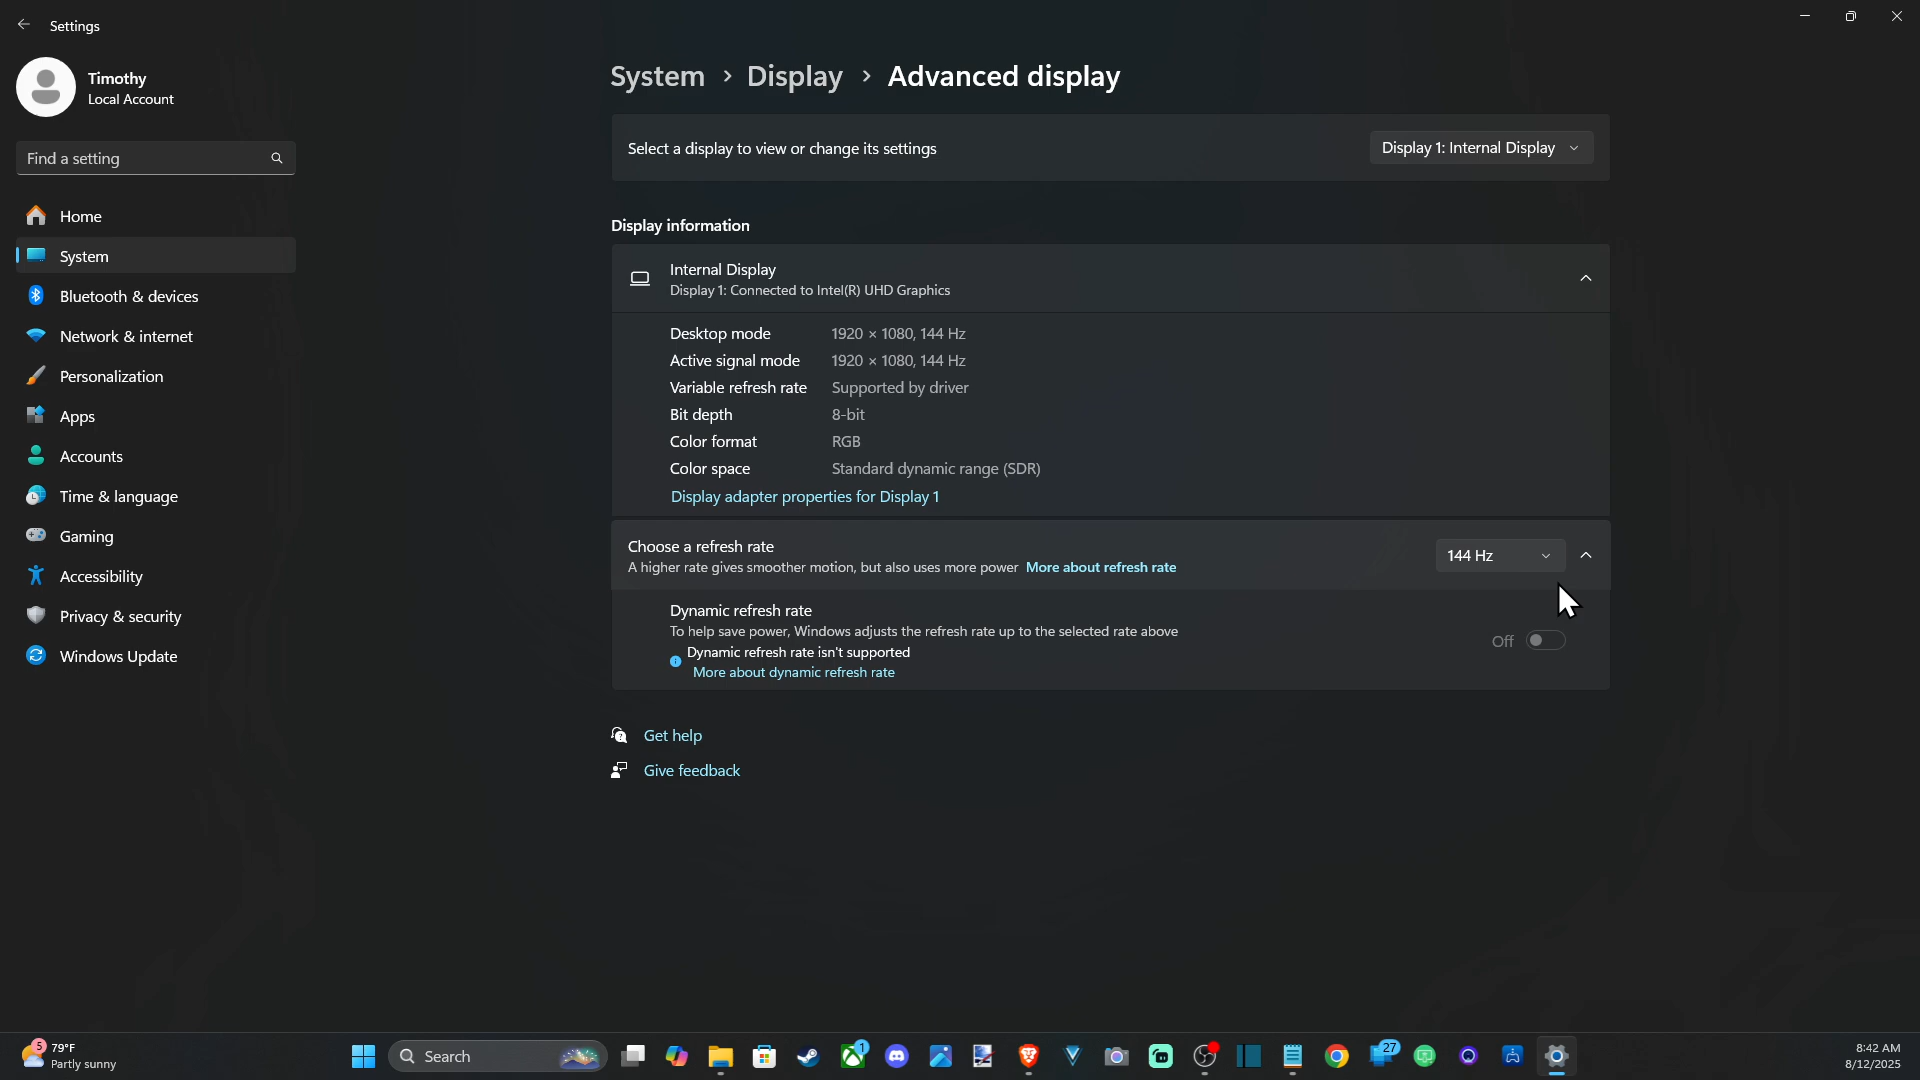 Settings
Timothy
Local Account
Find a setting
Home
System
Bluetooth & devices
Network & internet
Personalization
Apps
Accounts
Time & language
Gaming
Accessibility
Privacy & security
Windows Update
System > Display > Advanced display
Select a display to view or change its settings
Display 1: Internal Display
Display information
Internal Display
Display 1: Connected to Intel(R) UHD Graphics
Desktop mode 1920 × 1080, 144 Hz
Active signal mode 1920 × 1080, 144 Hz
Variable refresh rate Supported by driver
Bit depth 8-bit
Color format RGB
Color space Standard dynamic range (SDR)
Display adapter properties for Display 1
Choose a refresh rate
A higher rate gives smoother motion, but also uses more power More about refresh rate
144 Hz
Dynamic refresh rate
To help save power, Windows adjusts the refresh rate up to the selected rate above
Dynamic refresh rate isn't supported
More about dynamic refresh rate
Off
Get help
Give feedback
5
79°F
Partly sunny
Search
1
27
8:42 AM
8/12/2025